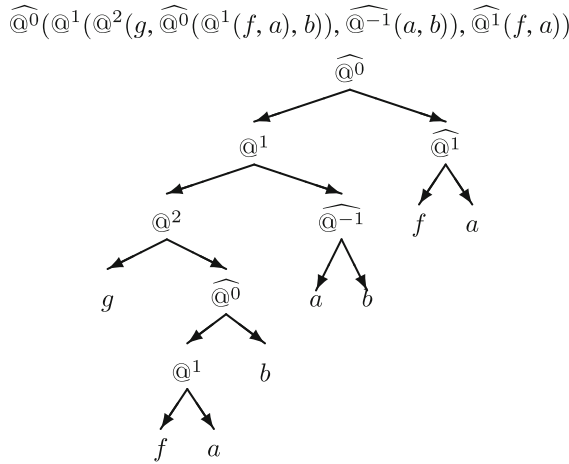 $\widehat{@^0}(@^1(@^2(g, \widehat{@^0}(@^1(f, a), b)), \widehat{@^{-1}}(a, b)), \widehat{@^1}(f, a))$
$\widehat{@^0}$
$@^1$ $\widehat{@^1}$
$@^2$ $\widehat{@^{-1}}$ $f$ $a$
$g$ $\widehat{@^0}$ $a$ $b$
$@^1$ $b$
$f$ $a$